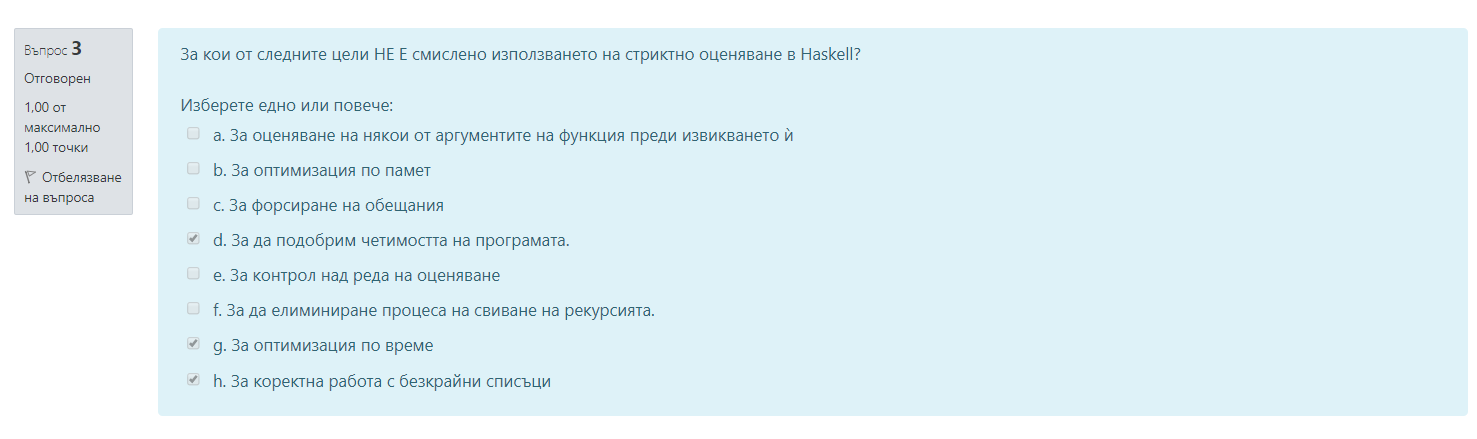 Въпрос 3
Отговорен
1,00 от
максимално
1,00 точки
Отбелязване
на въпроса
За кои от следните цели НЕ Е смислено използването на стриктно оценяване в Haskell?
Изберете едно или повече:
a. За оценяване на някои от аргументите на функция преди извикването ѝ
b. За оптимизация по памет
c. За форсиране на обещания
d. За да подобрим четимостта на програмата.
e. За контрол над реда на оценяване
f. За да елиминиране процеса на свиване на рекурсията.
g. За оптимизация по време
h. За коректна работа с безкрайни списъци